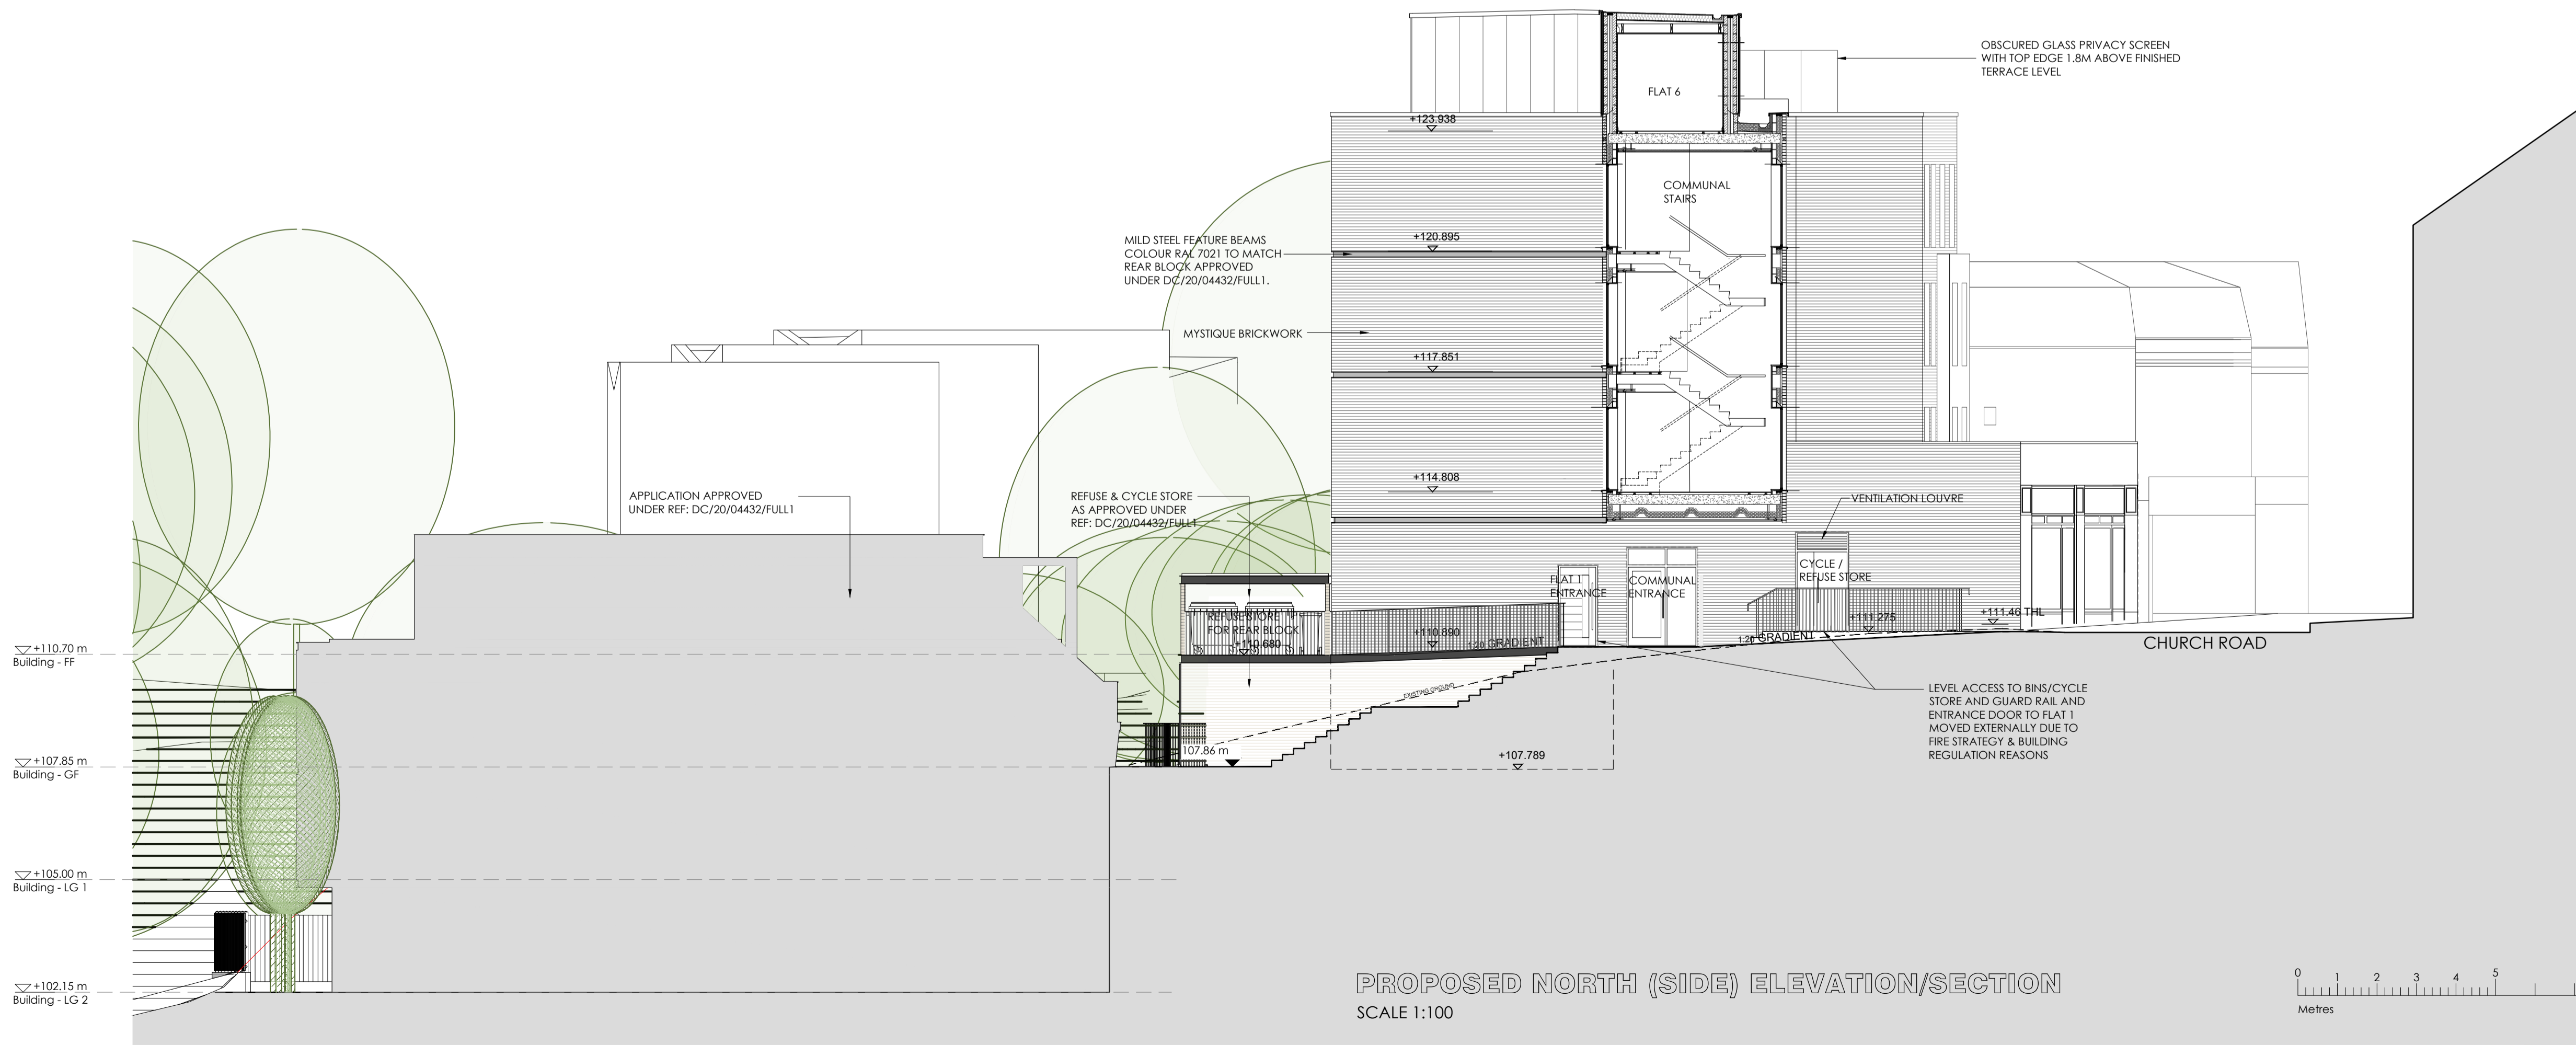 OBSCURED GLASS PRIVACY SCREEN
WITH TOP EDGE 1.8M ABOVE FINISHED
TERRACE LEVEL
FLAT 6
+123.938
COMMUNAL
STAIRS
+120.895
MILD STEEL FEATURE BEAMS
COLOUR RAL 7021 TO MATCH
REAR BLOCK APPROVED
UNDER DC/20/04432/FULL1.
MYSTIQUE BRICKWORK
+117.851
+114.808
APPLICATION APPROVED
UNDER REF: DC/20/04432/FULL1
REFUSE & CYCLE STORE
AS APPROVED UNDER
REF: DC/20/04432/FULL1
VENTILATION LOUVRE
CYCLE /
REFUSE STORE
FLAT 1
ENTRANCE
COMMUNAL
ENTRANCE
REFUSE STORE
FOR REAR BLOCK
+110.680
+110.890
1:20 GRADIENT
1:20 GRADIENT
+111.275
+111.46 THL
CHURCH ROAD
+110.70 m
Building - FF
EXISTING GROUND
LEVEL ACCESS TO BINS/CYCLE
STORE AND GUARD RAIL AND
ENTRANCE DOOR TO FLAT 1
MOVED EXTERNALLY DUE TO
FIRE STRATEGY & BUILDING
REGULATION REASONS
107.86 m
+107.789
+107.85 m
Building - GF
+105.00 m
Building - LG 1
+102.15 m
Building - LG 2
PROPOSED NORTH (SIDE) ELEVATION/SECTION
SCALE 1:100
0 1 2 3 4 5
Metres